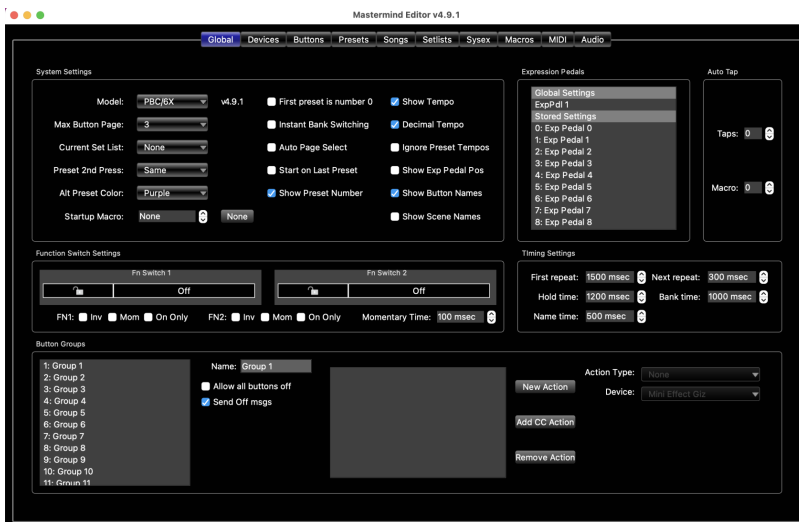 Mastermind Editor v4.9.1
Global Devices Buttons Presets Songs Setlists Sysex Macros MIDI Audio
System Settings
Model: PBC/6X v4.9.1
Max Button Page: 3
Current Set List: None
Preset 2nd Press: Same
Alt Preset Color: Purple
Startup Macro: None None
First preset is number 0
Instant Bank Switching
Auto Page Select
Start on Last Preset
Show Preset Number
Show Tempo
Decimal Tempo
Ignore Preset Tempos
Show Exp Pedal Pos
Show Button Names
Show Scene Names
Expression Pedals
Global Settings
ExpPdl 1
Stored Settings
0: Exp Pedal 0
1: Exp Pedal 1
2: Exp Pedal 2
3: Exp Pedal 3
4: Exp Pedal 4
5: Exp Pedal 5
6: Exp Pedal 6
7: Exp Pedal 7
8: Exp Pedal 8
Auto Tap
Taps: 0
Macro: 0
Function Switch Settings
Fn Switch 1
Off
Fn Switch 2
Off
FN1: Inv Mom On Only FN2: Inv Mom On Only Momentary Time: 100 msec
Timing Settings
First repeat: 1500 msec Next repeat: 300 msec
Hold time: 1200 msec Bank time: 1000 msec
Name time: 500 msec
Button Groups
1: Group 1
2: Group 2
3: Group 3
4: Group 4
5: Group 5
6: Group 6
7: Group 7
8: Group 8
9: Group 9
10: Group 10
11: Group 11
Name: Group 1
Allow all buttons off
Send Off msgs
New Action
Add CC Action
Remove Action
Action Type: None
Device: Mini Effect Giz